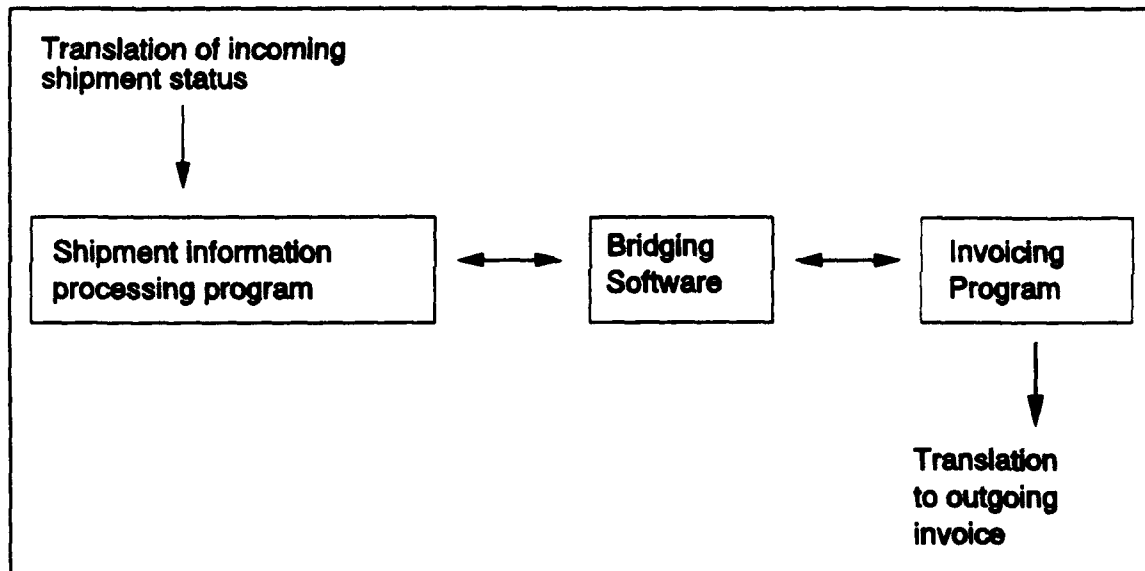 Translation of incoming
shipment status
Shipment information
processing program
Bridging
Software
Invoicing
Program
Translation
to outgoing
invoice